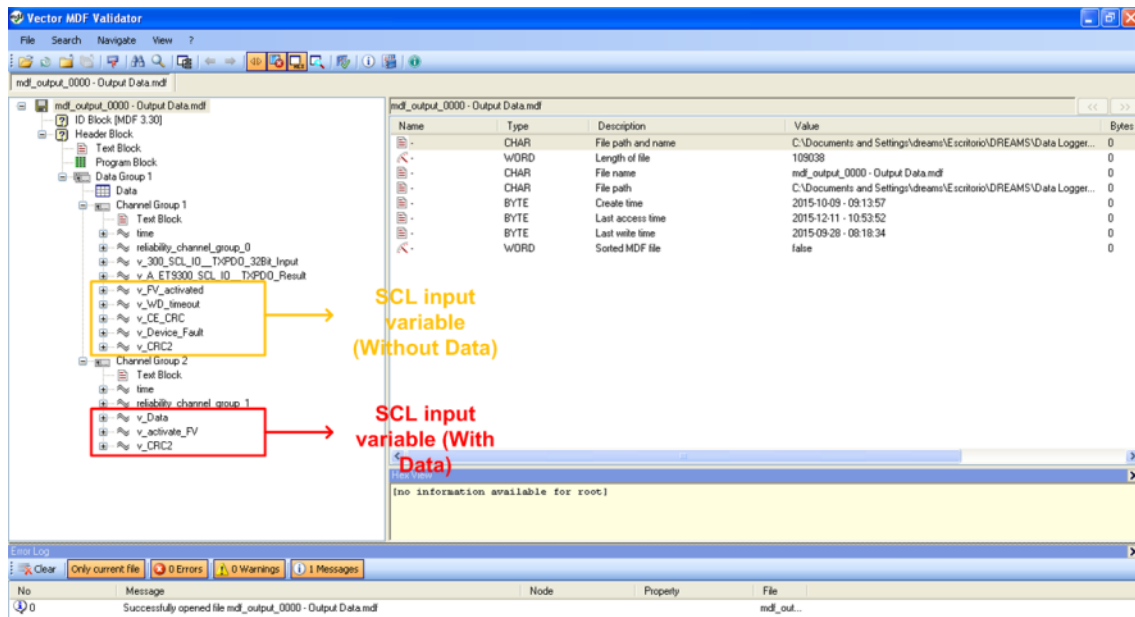 Vector MDF Validator
File Search Navigate View ?
mdf_output_0000 - Output Data.mdf
mdf_output_0000 - Output Data.mdf
ID Block [MDF 3.30]
Header Block
Text Block
Program Block
Data Group 1
Data
Channel Group 1
Text Block
time
reliability_channel_group_0
v_300_SCL_IO__TXPDO_32Bit_Input
v_A_ET9300_SCL_IO__TXPDO_Result
v_FV_activated
v_WD_timeout
v_CE_CRC
v_Device_Fault
v_CRC2
Channel Group 2
Text Block
time
reliability_channel_group_1
v_Data
v_activate_FV
v_CRC2
SCL input
variable
(Without Data)
SCL input
variable (With
Data)
mdf_output_0000 - Output Data.mdf
<< >>
Name Type Description Value Bytes
- CHAR File path and name C:\Documents and Settings\dreams\Escritorio\DREAMS\Data Logger... 0
- WORD Length of file 109038 0
- CHAR File name mdf_output_0000 - Output Data.mdf 0
- CHAR File path C:\Documents and Settings\dreams\Escritorio\DREAMS\Data Logger... 0
- BYTE Create time 2015-10-09 - 09:13:57 0
- BYTE Last access time 2015-12-11 - 10:53:52 0
- BYTE Last write time 2015-09-28 - 08:18:34 0
- WORD Sorted MDF file false 0
Hex View
[no information available for root]
Error Log
Clear Only current file 0 Errors 0 Warnings 1 Messages
No Message Node Property File
0 Successfully opened file mdf_output_0000 - Output Data.mdf mdf_out...